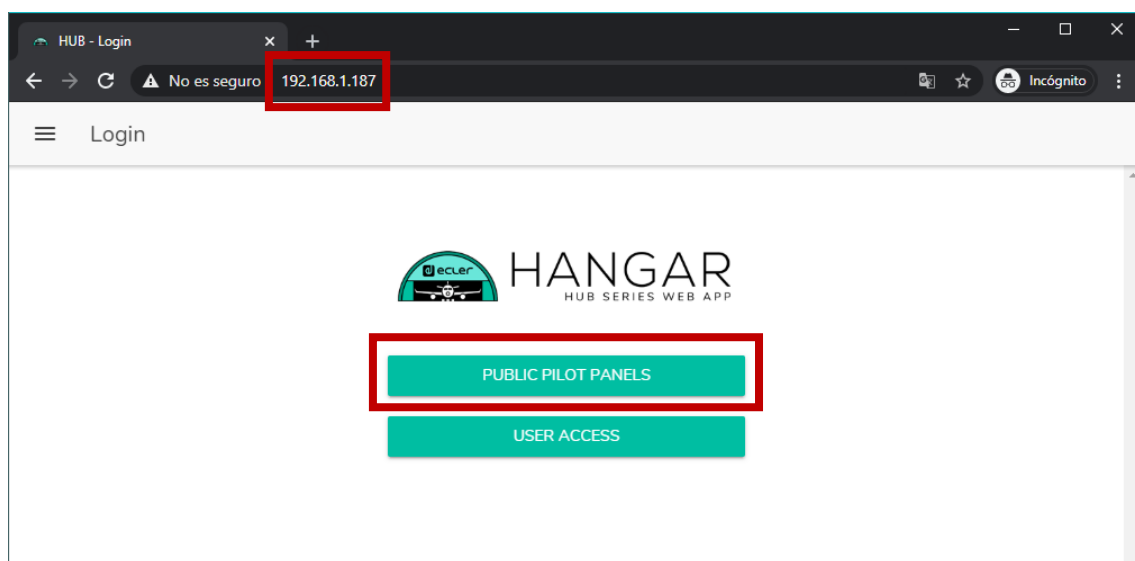 HUB - Login
No es seguro 192.168.1.187 Incógnito
Login
ecler HANGAR
HUB SERIES WEB APP
PUBLIC PILOT PANELS
USER ACCESS